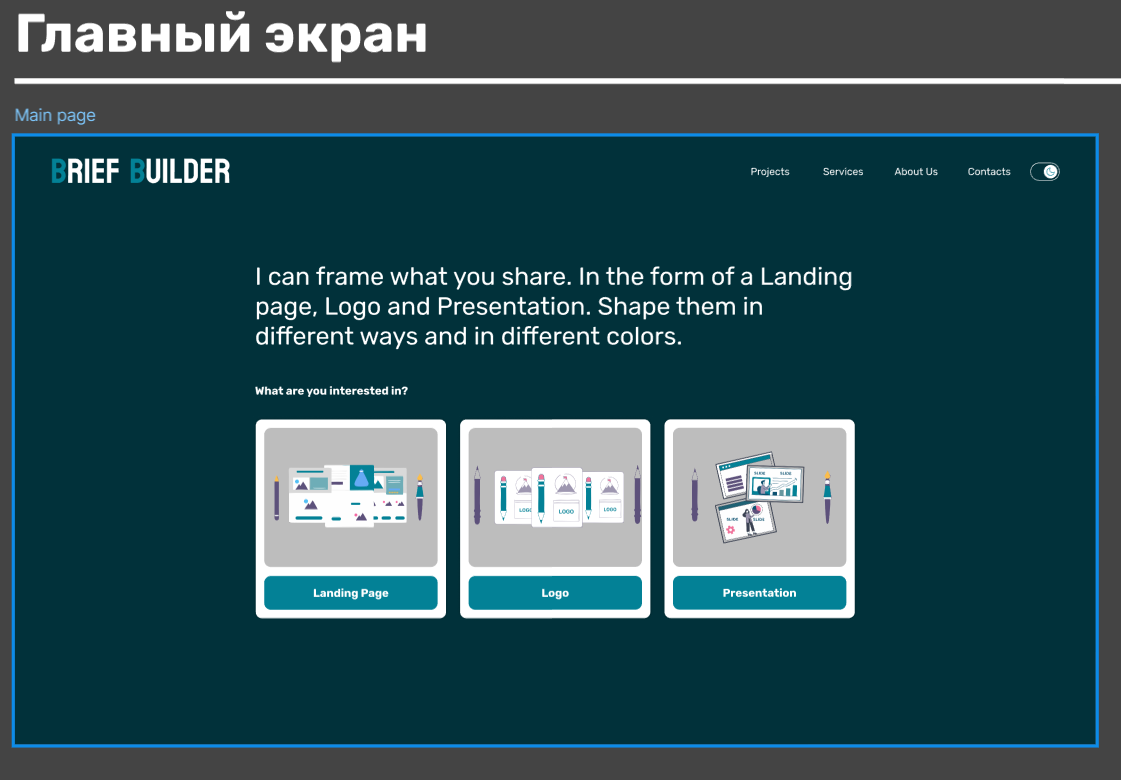 Главный экран
Main page
BRIEF BUILDER
Projects Services About Us Contacts
I can frame what you share. In the form of a Landing
page, Logo and Presentation. Shape them in
different ways and in different colors.
What are you interested in?
LOGO
LOGO
LOGO
SLIDE SLIDE
SLIDE SLIDE
Landing Page
Logo
Presentation